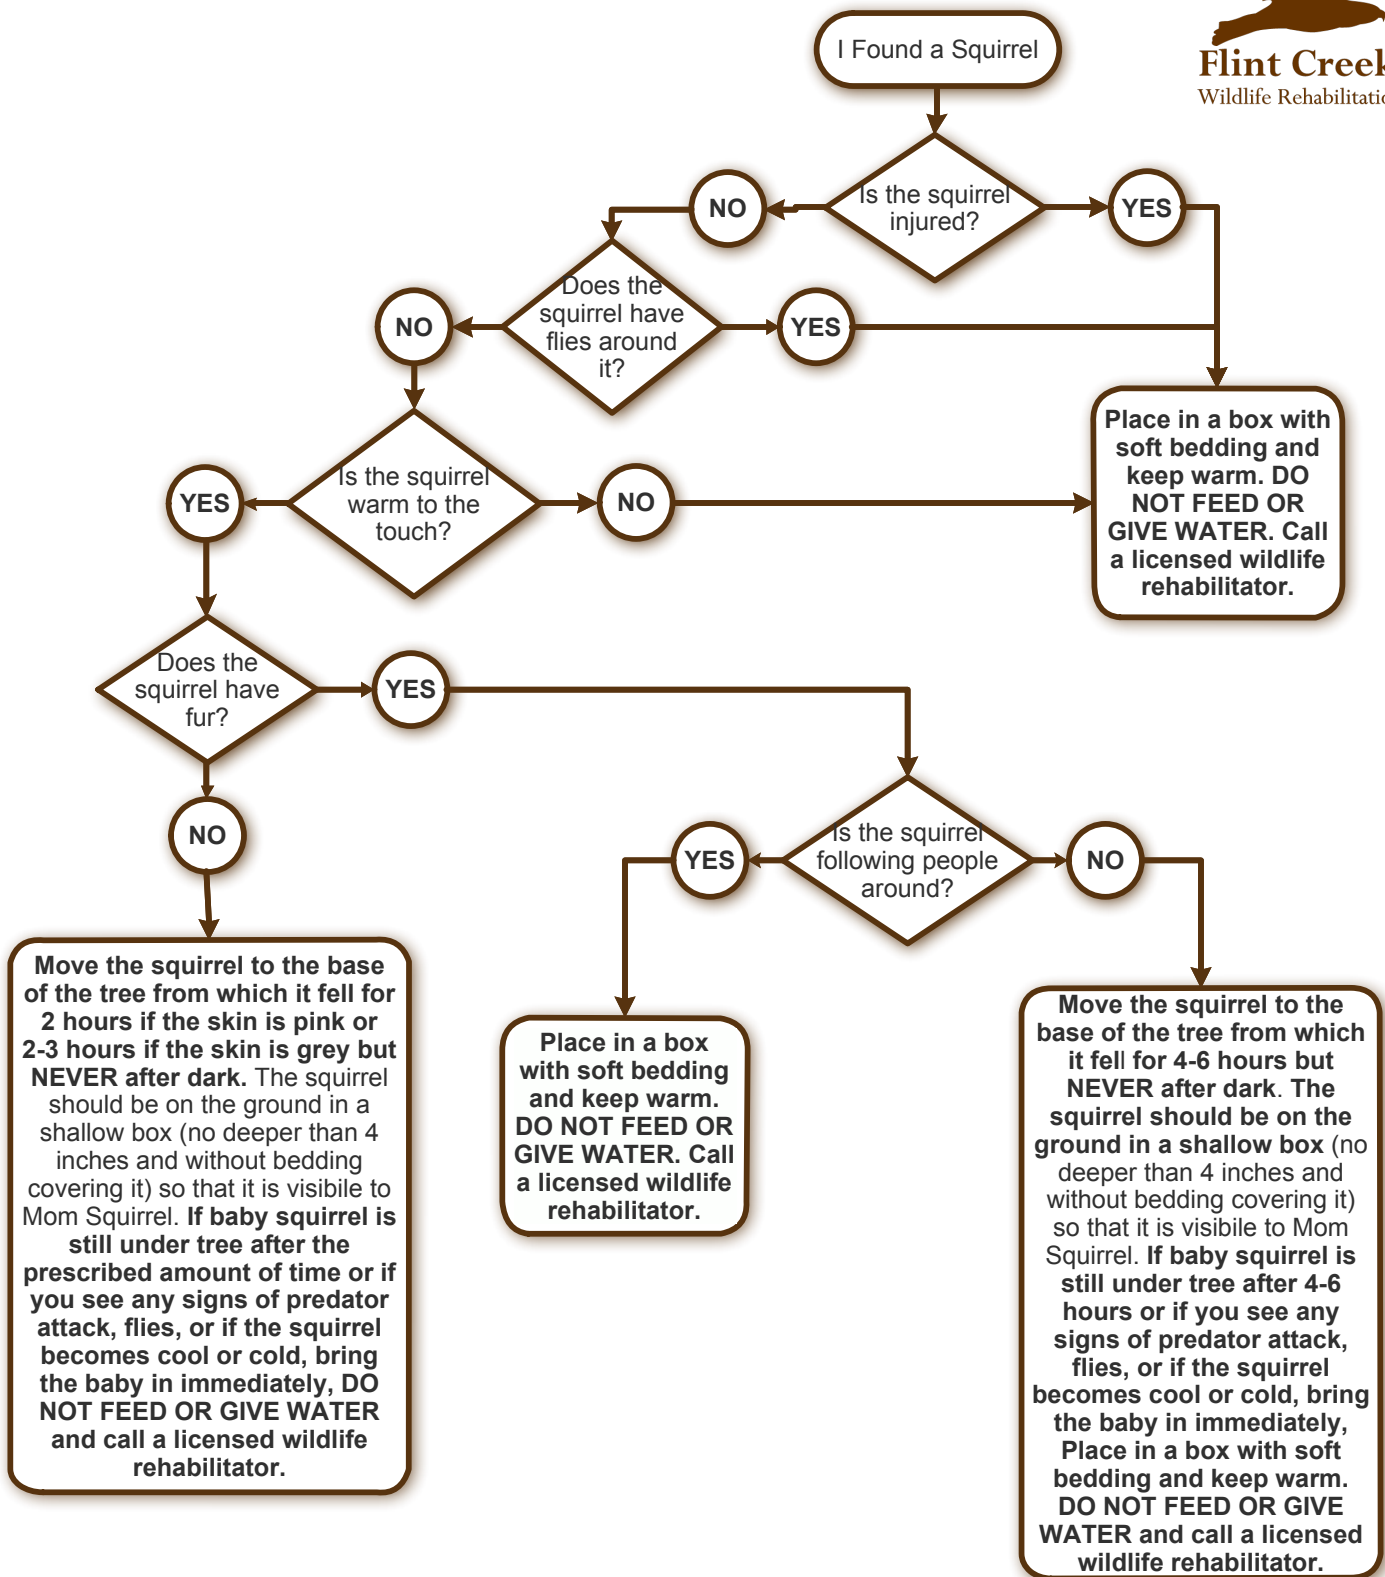 I Found a Squirrel
Flint Creek
Wildlife Rehabilitation
Is the squirrel
injured?
NO
YES
Does the
squirrel have
flies around
it?
NO
YES
Place in a box with
soft bedding and
keep warm. DO
NOT FEED OR
GIVE WATER. Call
a licensed wildlife
rehabilitator.
Is the squirrel
warm to the
touch?
YES
NO
Does the
squirrel have
fur?
YES
NO
Is the squirrel
following people
around?
YES
NO
Move the squirrel to the base
of the tree from which it fell for
2 hours if the skin is pink or
2-3 hours if the skin is grey but
NEVER after dark. The squirrel
should be on the ground in a
shallow box (no deeper than 4
inches and without bedding
covering it) so that it is visibile to
Mom Squirrel. If baby squirrel is
still under tree after the
prescribed amount of time or if
you see any signs of predator
attack, flies, or if the squirrel
becomes cool or cold, bring
the baby in immediately, DO
NOT FEED OR GIVE WATER
and call a licensed wildlife
rehabilitator.
Place in a box
with soft bedding
and keep warm.
DO NOT FEED OR
GIVE WATER. Call
a licensed wildlife
rehabilitator.
Move the squirrel to the
base of the tree from which
it fell for 4-6 hours but
NEVER after dark. The
squirrel should be on the
ground in a shallow box (no
deeper than 4 inches and
without bedding covering it)
so that it is visibile to Mom
Squirrel. If baby squirrel is
still under tree after 4-6
hours or if you see any
signs of predator attack,
flies, or if the squirrel
becomes cool or cold, bring
the baby in immediately,
Place in a box with soft
bedding and keep warm.
DO NOT FEED OR GIVE
WATER and call a licensed
wildlife rehabilitator.